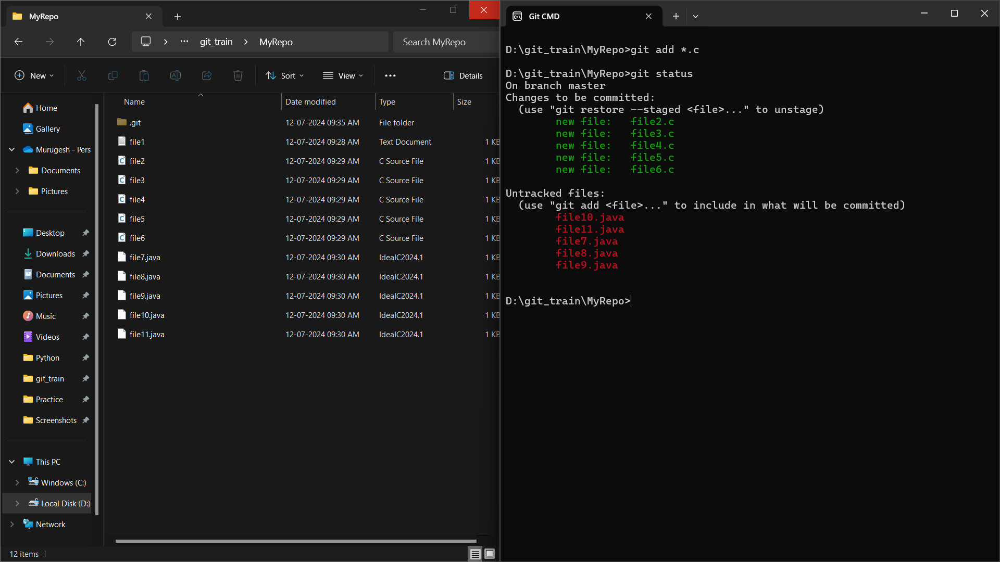 MyRepo
git_train > MyRepo
Search MyRepo
New
Sort
View
Details
Name Date modified Type Size
.git 12-07-2024 09:35 AM File folder
file1 12-07-2024 09:28 AM Text Document 1 KB
file2 12-07-2024 09:29 AM C Source File 1 KB
file3 12-07-2024 09:29 AM C Source File 1 KB
file4 12-07-2024 09:29 AM C Source File 1 KB
file5 12-07-2024 09:29 AM C Source File 1 KB
file6 12-07-2024 09:29 AM C Source File 1 KB
file7.java 12-07-2024 09:30 AM IdeaIC2024.1 1 KB
file8.java 12-07-2024 09:30 AM IdeaIC2024.1 1 KB
file9.java 12-07-2024 09:30 AM IdeaIC2024.1 1 KB
file10.java 12-07-2024 09:30 AM IdeaIC2024.1 1 KB
file11.java 12-07-2024 09:30 AM IdeaIC2024.1 1 KB
Home
Gallery
Murugesh - Pers
Documents
Pictures
Desktop
Downloads
Documents
Pictures
Music
Videos
Python
git_train
Practice
Screenshots
This PC
Windows (C:)
Local Disk (D:)
Network
12 items
Git CMD
D:\git_train\MyRepo>git add *.c
D:\git_train\MyRepo>git status
On branch master
Changes to be committed:
(use "git restore --staged <file>..." to unstage)
new file: file2.c
new file: file3.c
new file: file4.c
new file: file5.c
new file: file6.c
Untracked files:
(use "git add <file>..." to include in what will be committed)
file10.java
file11.java
file7.java
file8.java
file9.java
D:\git_train\MyRepo>